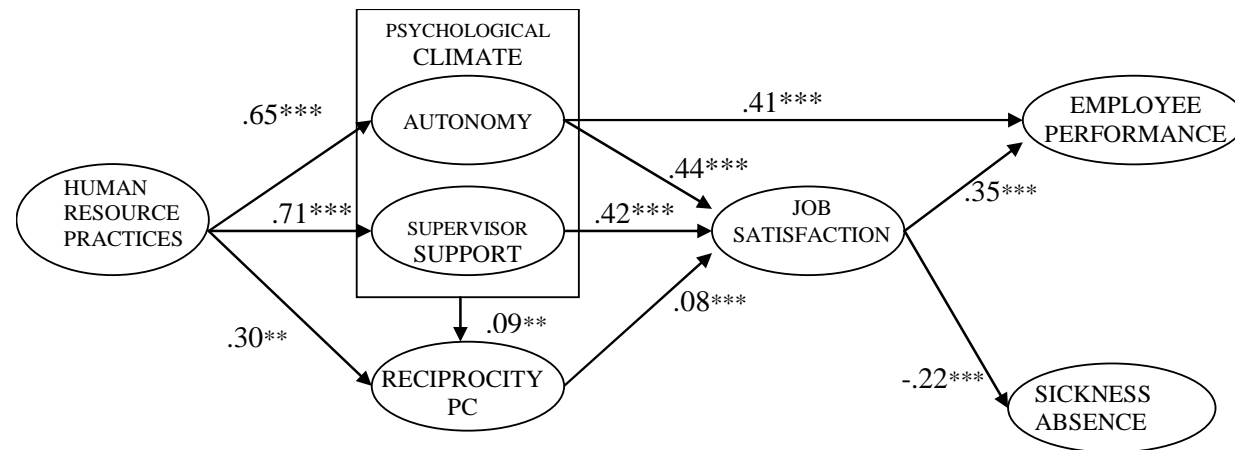 PSYCHOLOGICAL
CLIMATE
.65***
AUTONOMY
.41***
EMPLOYEE
PERFORMANCE
.44***
HUMAN
RESOURCE
PRACTICES
.71***
SUPERVISOR
SUPPORT
.42***
JOB
SATISFACTION
.35***
.30**
.09**
.08***
RECIPROCITY
PC
-.22***
SICKNESS
ABSENCE